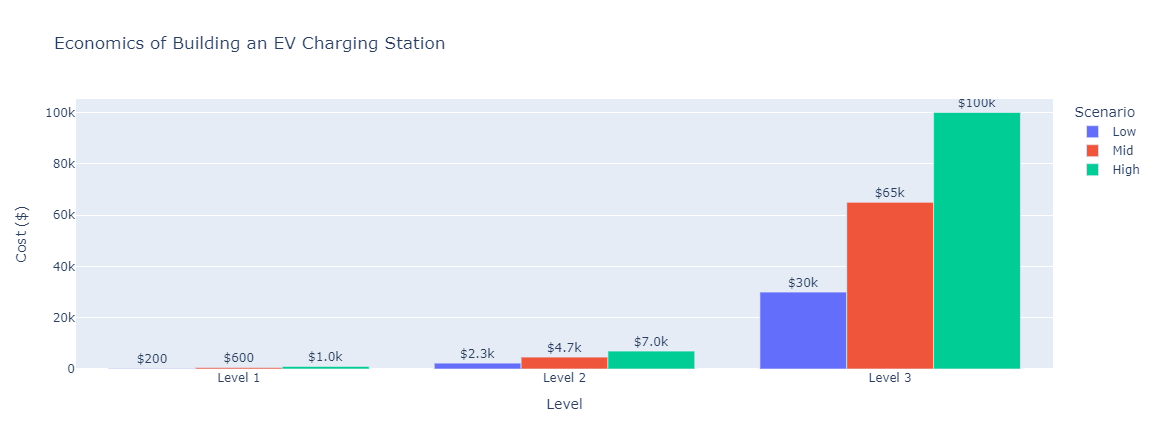 Economics of Building an EV Charging Station
Scenario
Low
Mid
High
Cost ($)
100k
80k
60k
40k
20k
0
$200
$600
$1.0k
$2.3k
$4.7k
$7.0k
$30k
$65k
$100k
Level 1
Level 2
Level 3
Level